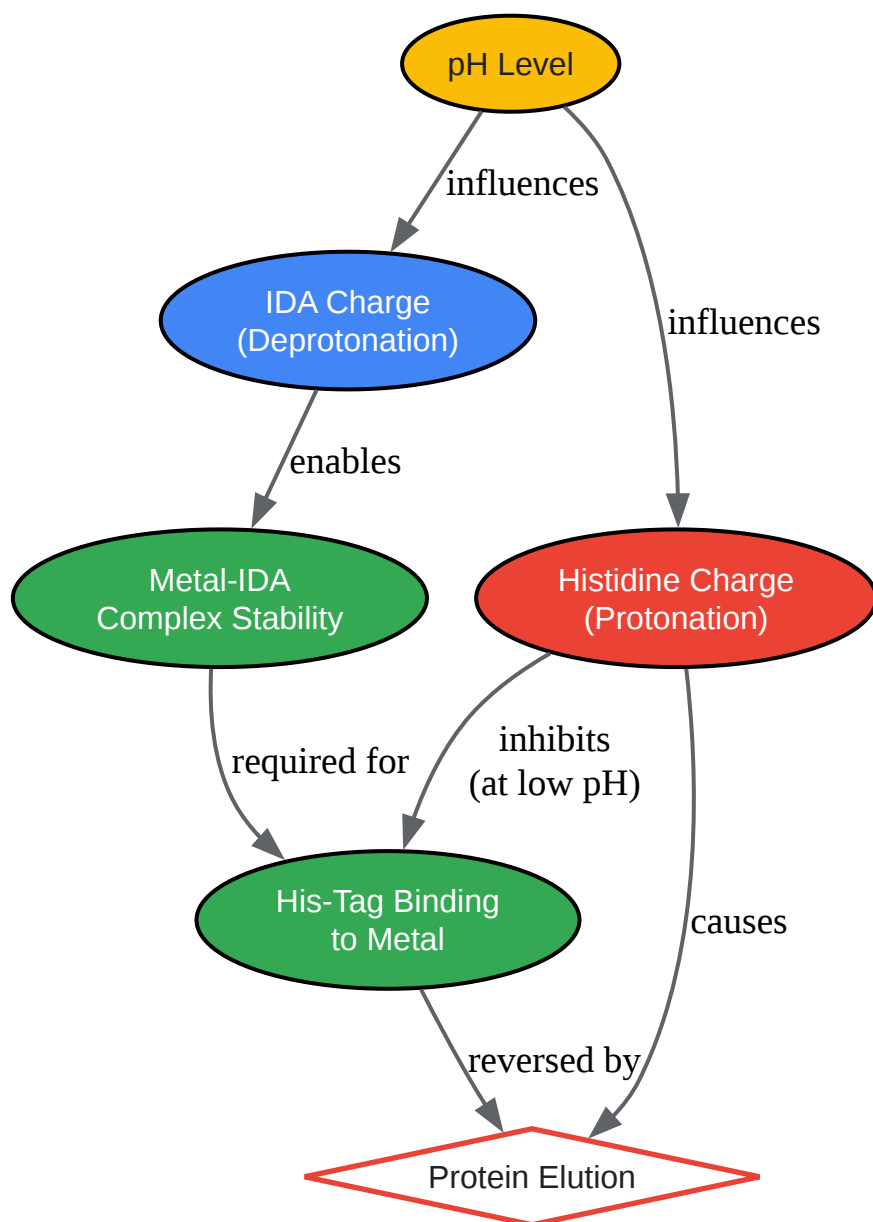 pH Level
influences
IDA Charge
(Deprotonation)
influences
enables
Metal-IDA
Complex Stability
Histidine Charge
(Protonation)
required for
inhibits
(at low pH)
His-Tag Binding
to Metal
causes
reversed by
Protein Elution